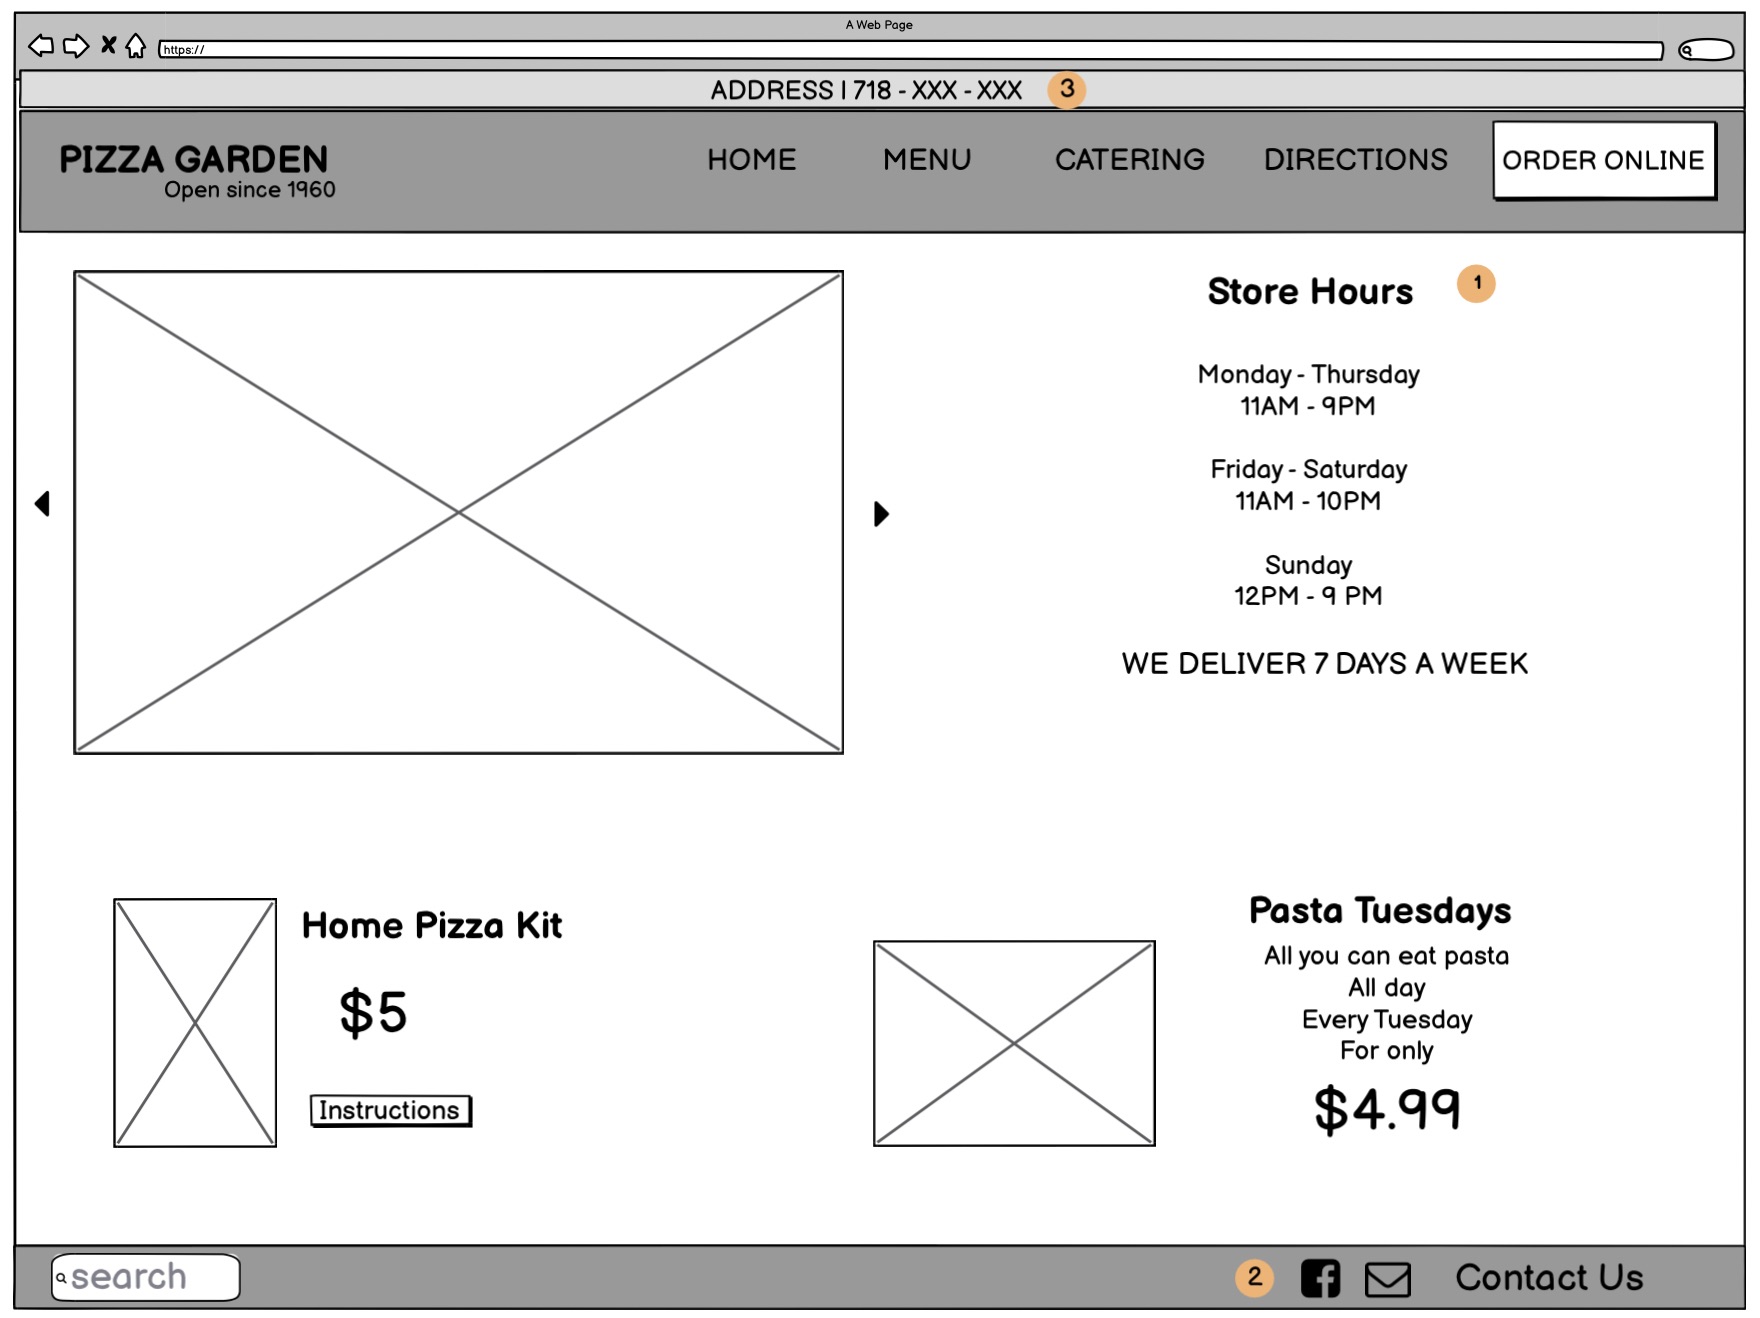 A Web Page
https://
ADDRESS | 718 - XXX - XXX 3
PIZZA GARDEN
Open since 1960
HOME MENU CATERING DIRECTIONS ORDER ONLINE
Store Hours 1
Monday - Thursday
11AM - 9PM
Friday - Saturday
11AM - 10PM
Sunday
12PM - 9 PM
WE DELIVER 7 DAYS A WEEK
Home Pizza Kit
$5
Instructions
Pasta Tuesdays
All you can eat pasta
All day
Every Tuesday
For only
$4.99
search
2 Contact Us